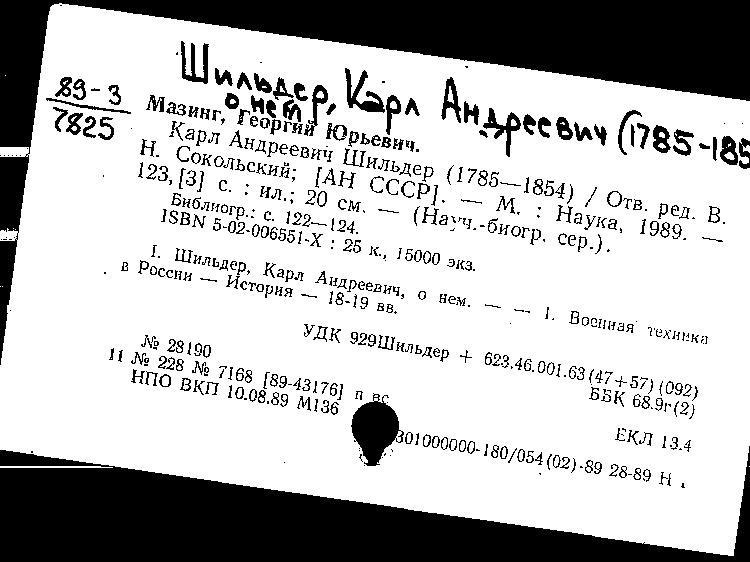 Шильдер, Карл Андреевич (1785-185
о нем
89-3
7825
Мазинг, Георгий Юрьевич.
Карл Андреевич Шильдер (1785—1854) / Отв. ред. В.
Н. Сокольский; [АН СССР]. — М. : Наука, 1989. —
123, [3] с. : ил.; 20 см. — (Науч.-биогр. сер.).
Библиогр.: с. 122—124.
ISBN 5-02-006551-X : 25 к., 15000 экз.
I. Шильдер, Карл Андреевич, о нем. — — 1. Военная техника
в России — История — 18-19 вв.
УДК 929Шильдер + 623.46.001.63(47+57)(092)
ББК 68.9г(2)
№ 28190
11 № 228 № 7168 [89-43176] п вс
НПО ВКП 10.08.89 М136
ЕКЛ 13.4
301000000-180/054(02)-89 28-89 Н